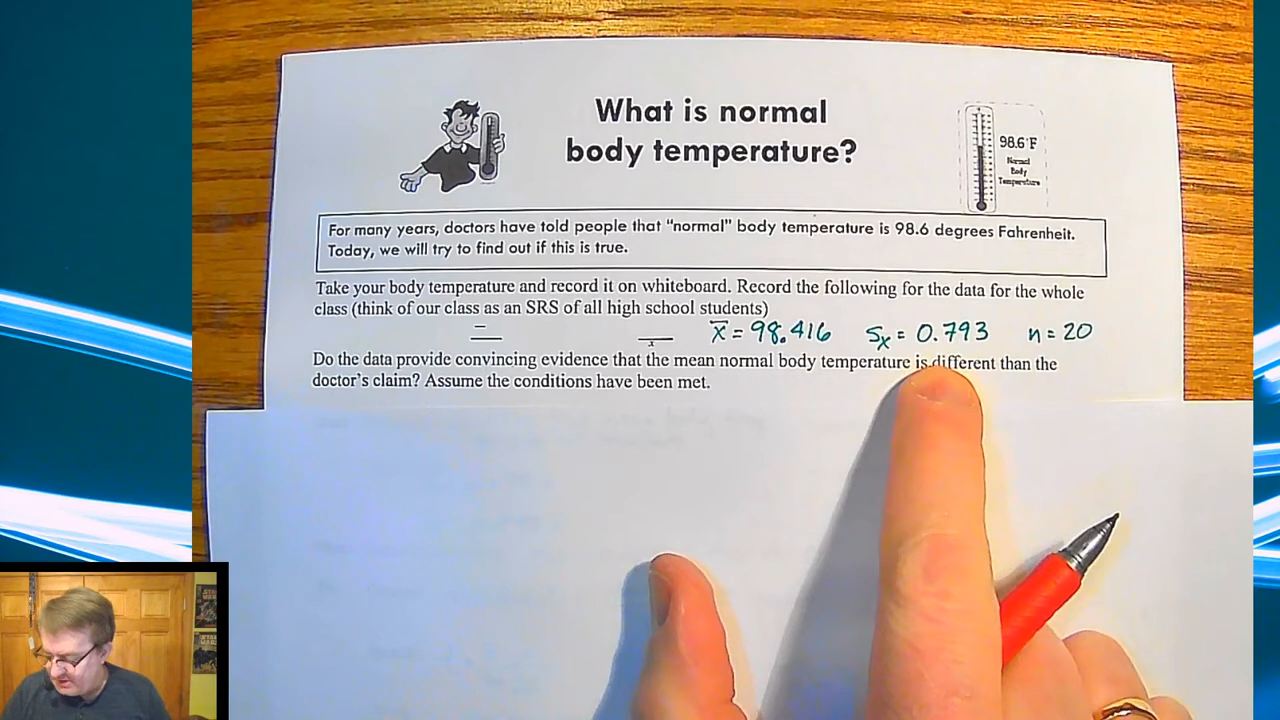 What is normal
body temperature?
98.6°F
Normal
Body
Temperature
For many years, doctors have told people that “normal” body temperature is 98.6 degrees Fahrenheit.
Today, we will try to find out if this is true.
Take your body temperature and record it on whiteboard. Record the following for the data for the whole
class (think of our class as an SRS of all high school students)
x̄ = 98.416 Sx = 0.793 n = 20
Do the data provide convincing evidence that the mean normal body temperature is different than the
doctor’s claim? Assume the conditions have been met.
STAR
WARS
STAR
WARS